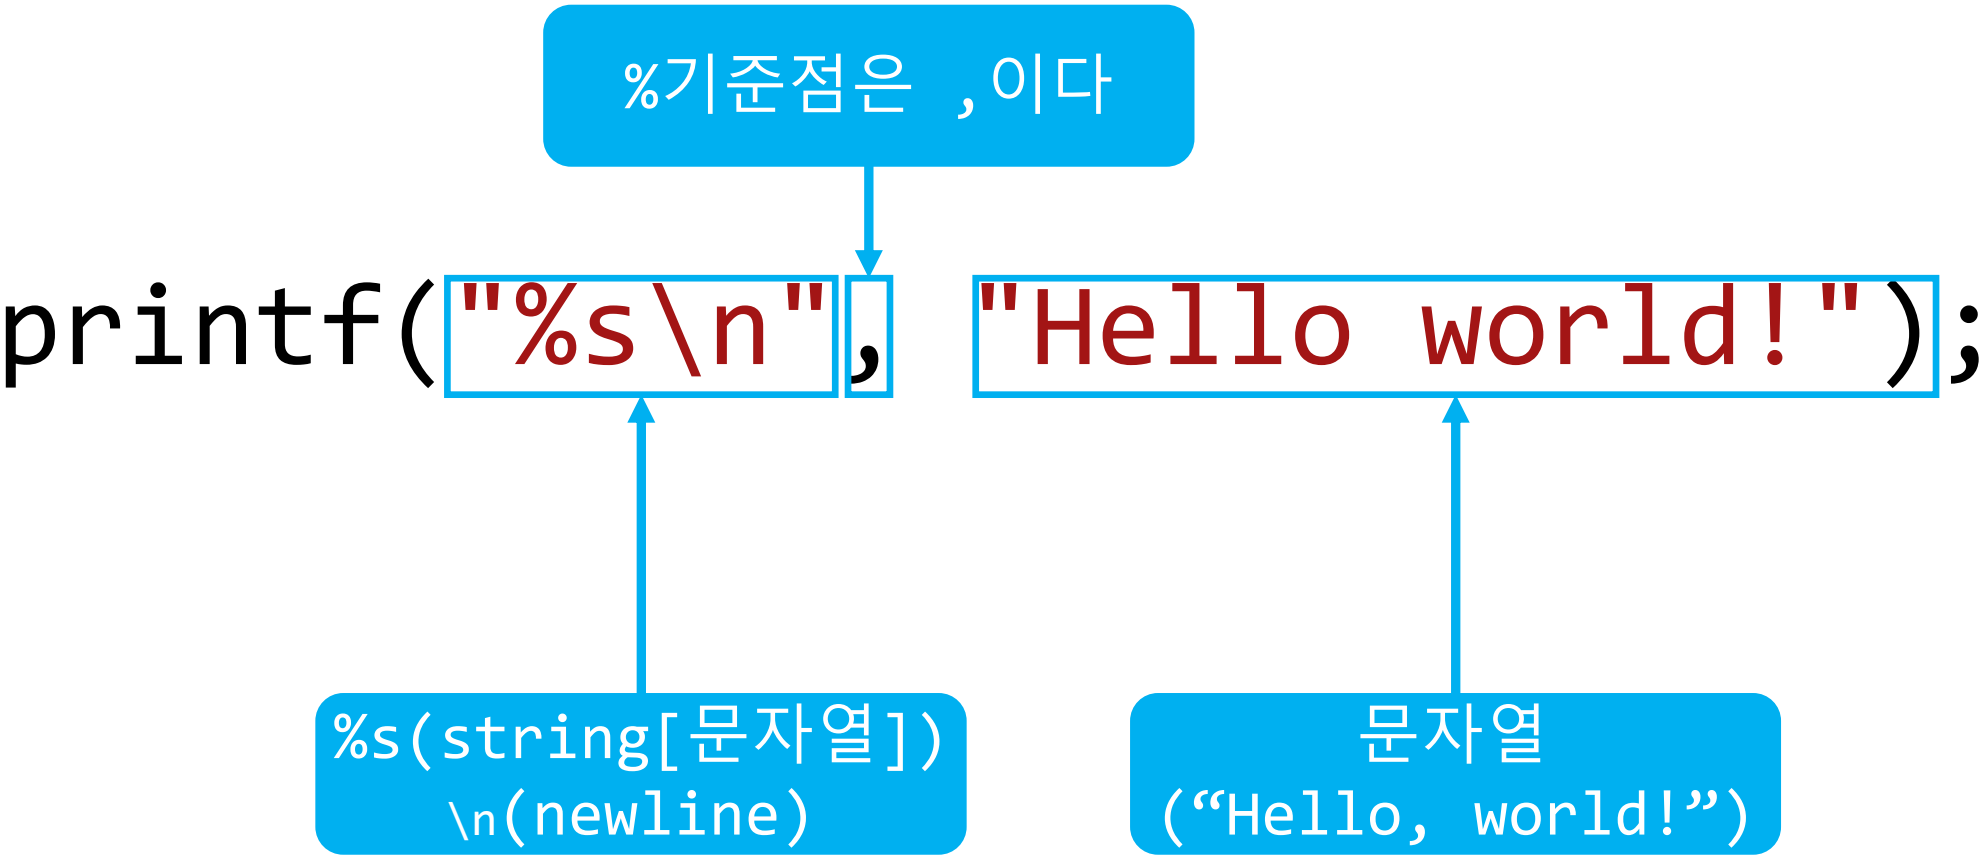 %기준점은 ,이다
printf("%s\n", "Hello world!");
%s(string[문자열])
\n(newline)
문자열
(“Hello, world!”)